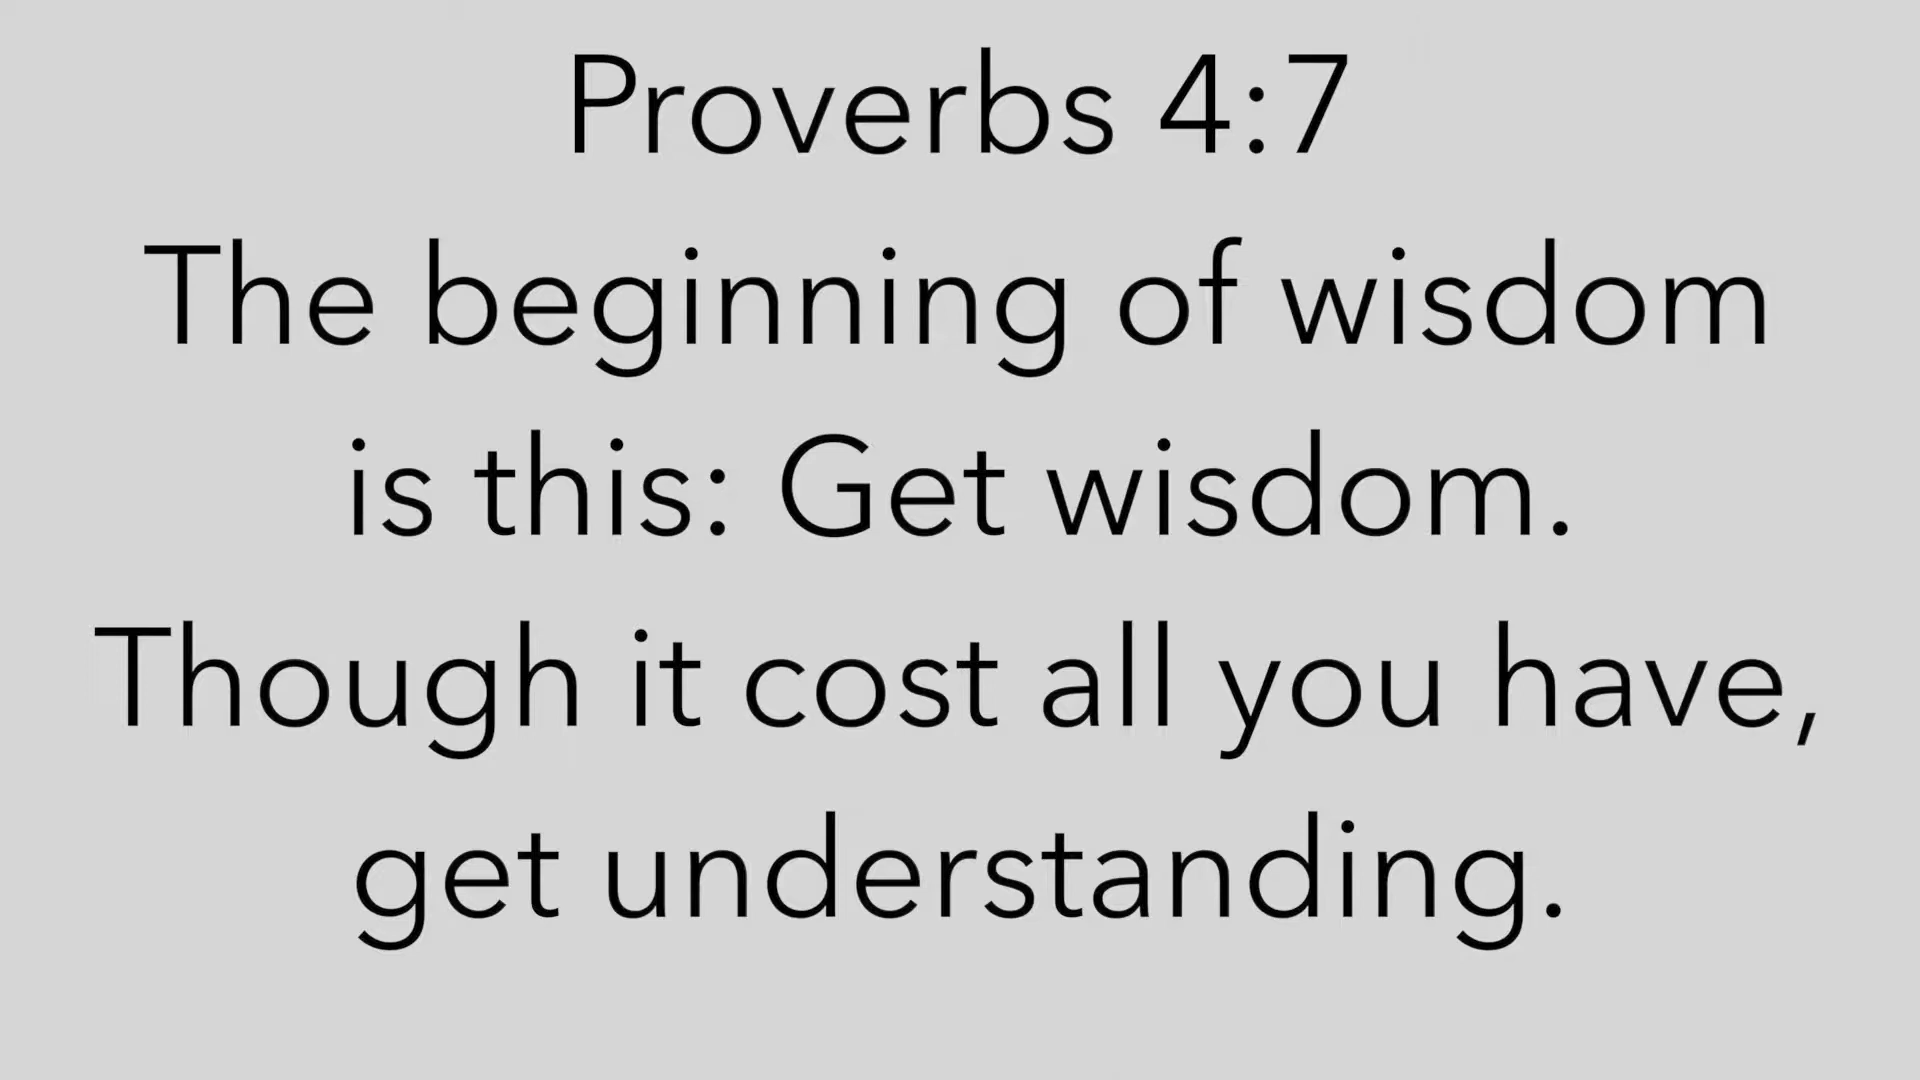 Proverbs 4:7
The beginning of wisdom
is this: Get wisdom.
Though it cost all you have,
get understanding.